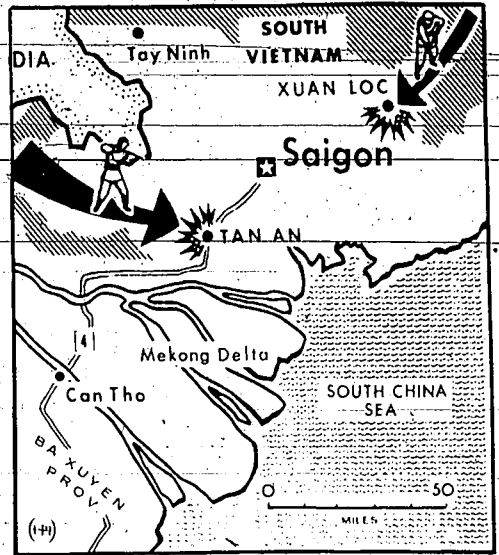 SOUTH
VIETNAM
Tay Ninh
DIA
XUAN LOC
Saigon
TAN AN
[4]
Mekong Delta
Can Tho
SOUTH CHINA
SEA
BA XUYEN
PROV
0 50
MILES